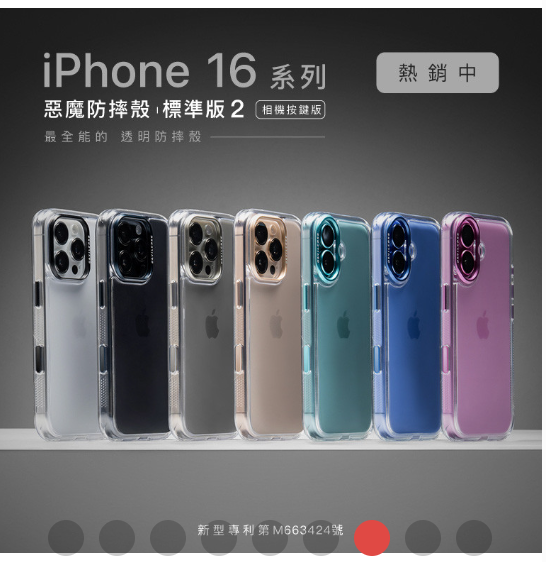 iPhone 16 系列
熱銷中
惡魔防摔殼 標準版2 相機按鍵版
最全能的 透明防摔殼
新型專利第M663424號